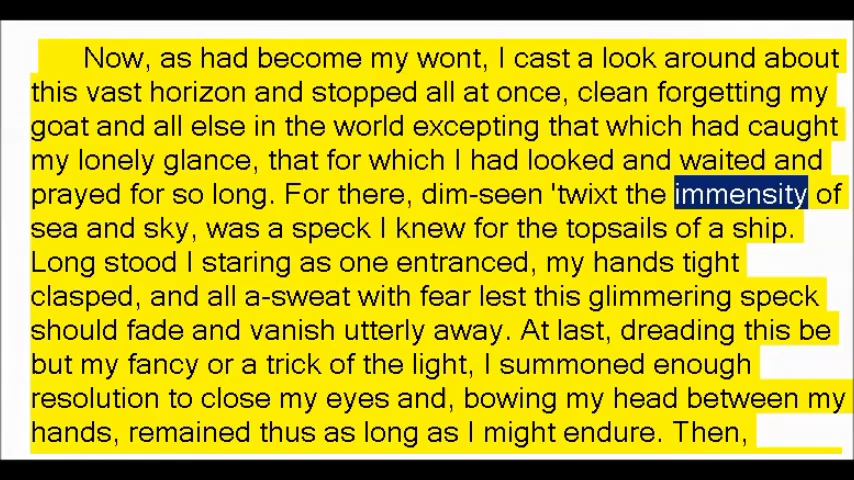 Now, as had become my wont, I cast a look around about
this vast horizon and stopped all at once, clean forgetting my
goat and all else in the world excepting that which had caught
my lonely glance, that for which I had looked and waited and
prayed for so long. For there, dim-seen 'twixt the immensity of
sea and sky, was a speck I knew for the topsails of a ship.
Long stood I staring as one entranced, my hands tight
clasped, and all a-sweat with fear lest this glimmering speck
should fade and vanish utterly away. At last, dreading this be
but my fancy or a trick of the light, I summoned enough
resolution to close my eyes and, bowing my head between my
hands, remained thus as long as I might endure. Then,